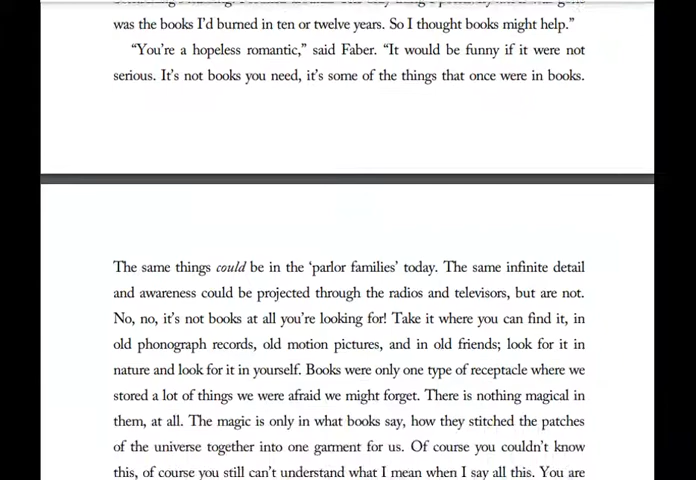 was the books I’d burned in ten or twelve years. So I thought books might help.”
“You’re a hopeless romantic,” said Faber. “It would be funny if it were not
serious. It’s not books you need, it’s some of the things that once were in books.
The same things could be in the ‘parlor families’ today. The same infinite detail
and awareness could be projected through the radios and televisors, but are not.
No, no, it’s not books at all you’re looking for! Take it where you can find it, in
old phonograph records, old motion pictures, and in old friends; look for it in
nature and look for it in yourself. Books were only one type of receptacle where we
stored a lot of things we were afraid we might forget. There is nothing magical in
them, at all. The magic is only in what books say, how they stitched the patches
of the universe together into one garment for us. Of course you couldn’t know
this, of course you still can’t understand what I mean when I say all this. You are